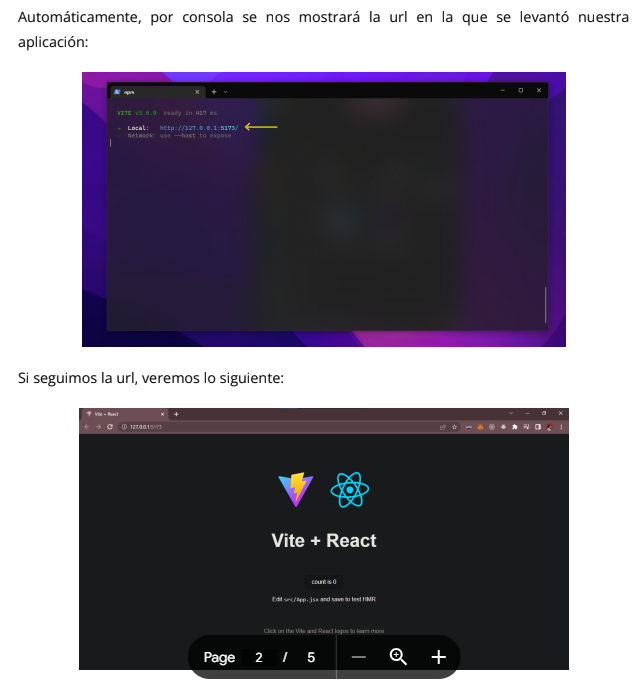 Automáticamente, por consola se nos mostrará la url en la que se levantó nuestra
aplicación:
npm
VITE v3.0.0 ready in 427 ms
Local: http://127.0.0.1:5173/
Network: use --host to expose
Si seguimos la url, veremos lo siguiente:
Vite + React
127.0.0.1:5173
Vite + React
count is 0
Edit src/App.jsx and save to test HMR
Click on the Vite and React logos to learn more
Page 2 / 5